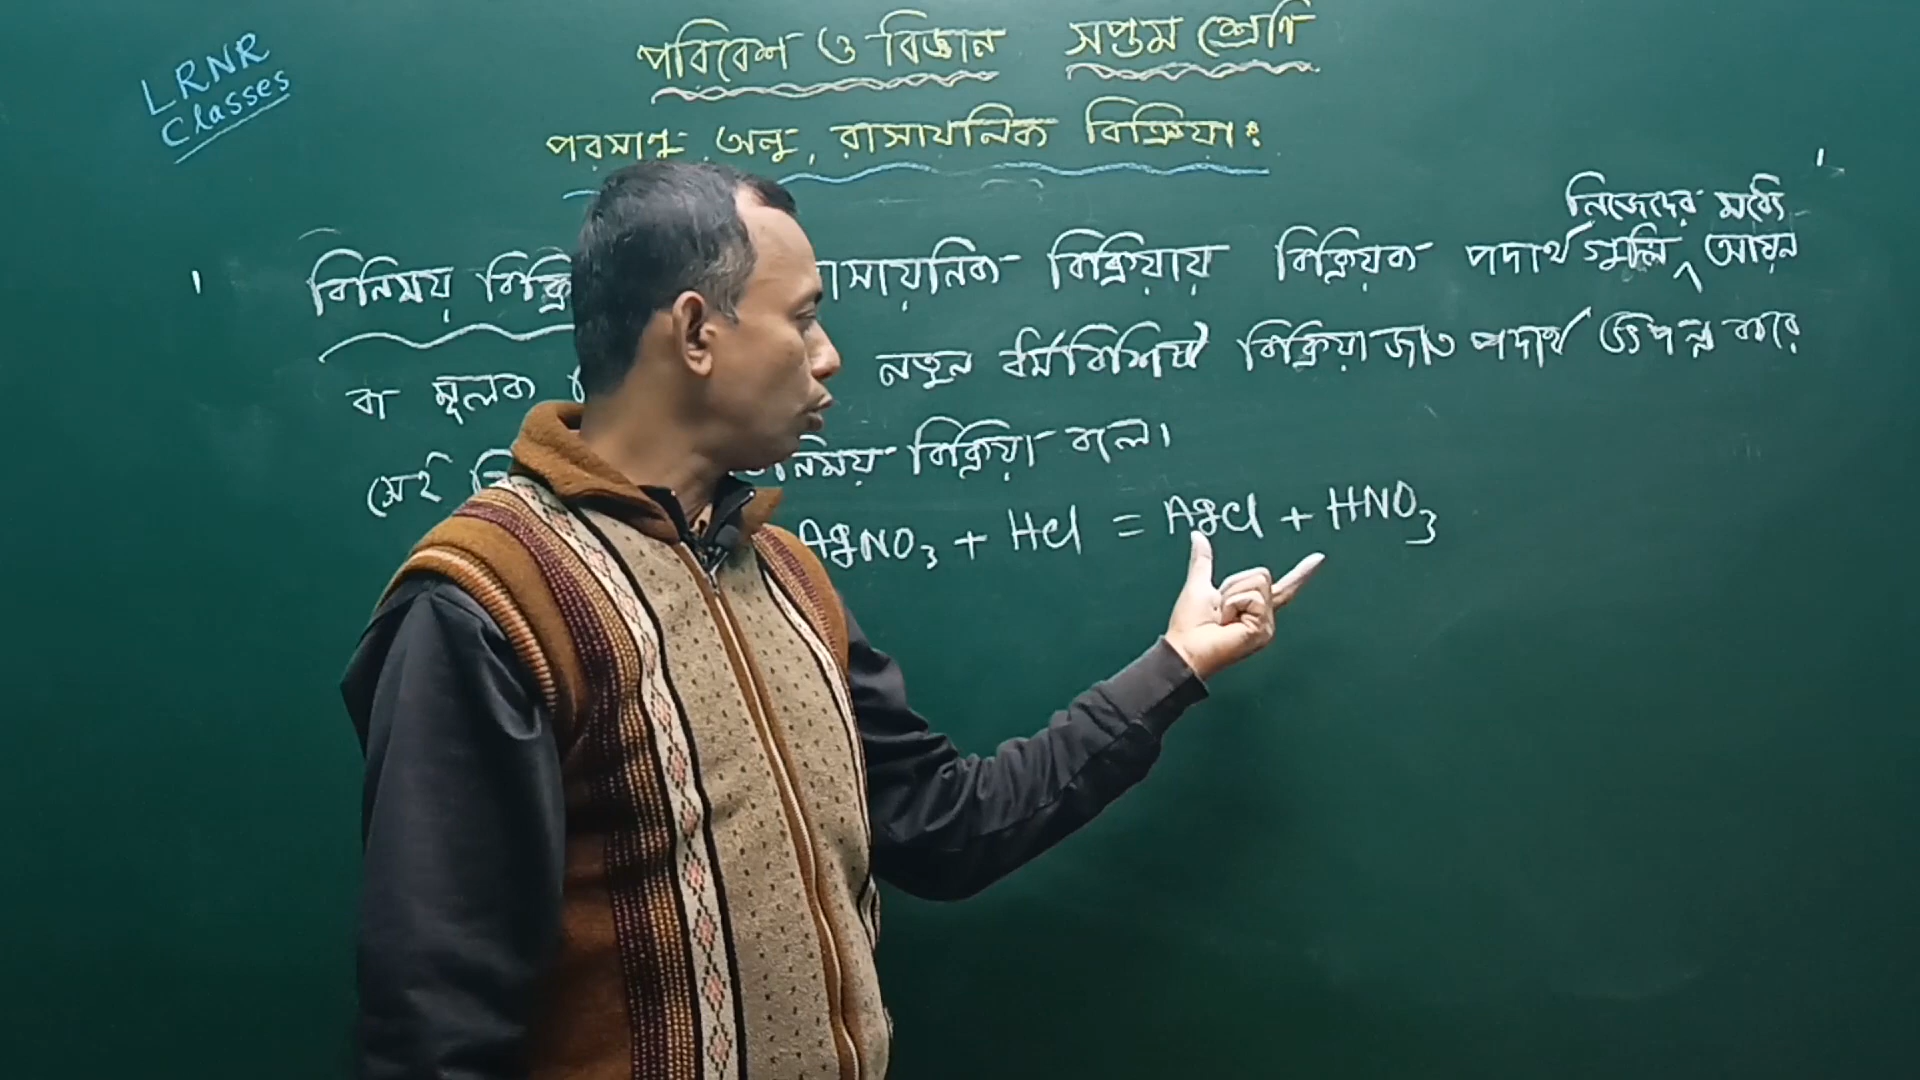 LRNR
Classes
পরিবেশ ও বিজ্ঞান সপ্তম শ্রেণি
পরমাণু, অণু, রাসায়নিক বিক্রিয়া:
নিজেদের মধ্যে
বিনিময় বিক্রি াসায়নিক বিক্রিয়ায় বিক্রিয়ক পদার্থ গুলি ^ আয়ন
বা মূলক নতুন ধর্মবিশিষ্ট বিক্রিয়াজাত পদার্থ উৎপন্ন করে
সেই নিময় বিক্রিয়া বলে।
AgNO₃ + HCl = AgCl + HNO₃